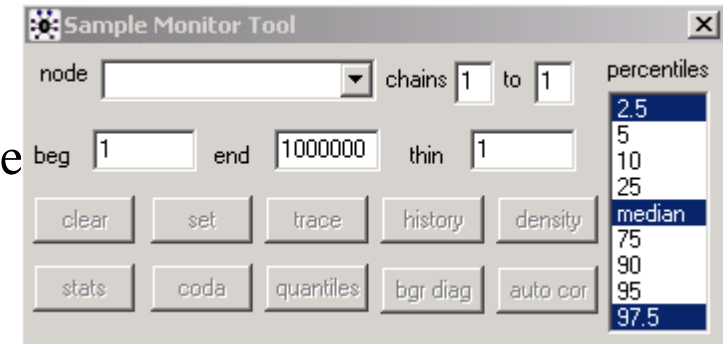 Sample Monitor Tool
node chains 1 to 1 percentiles
2.5
5
10
25
median
75
90
95
97.5
e beg 1 end 1000000 thin 1
clear set trace history density
stats coda quantiles bgr diag auto cor